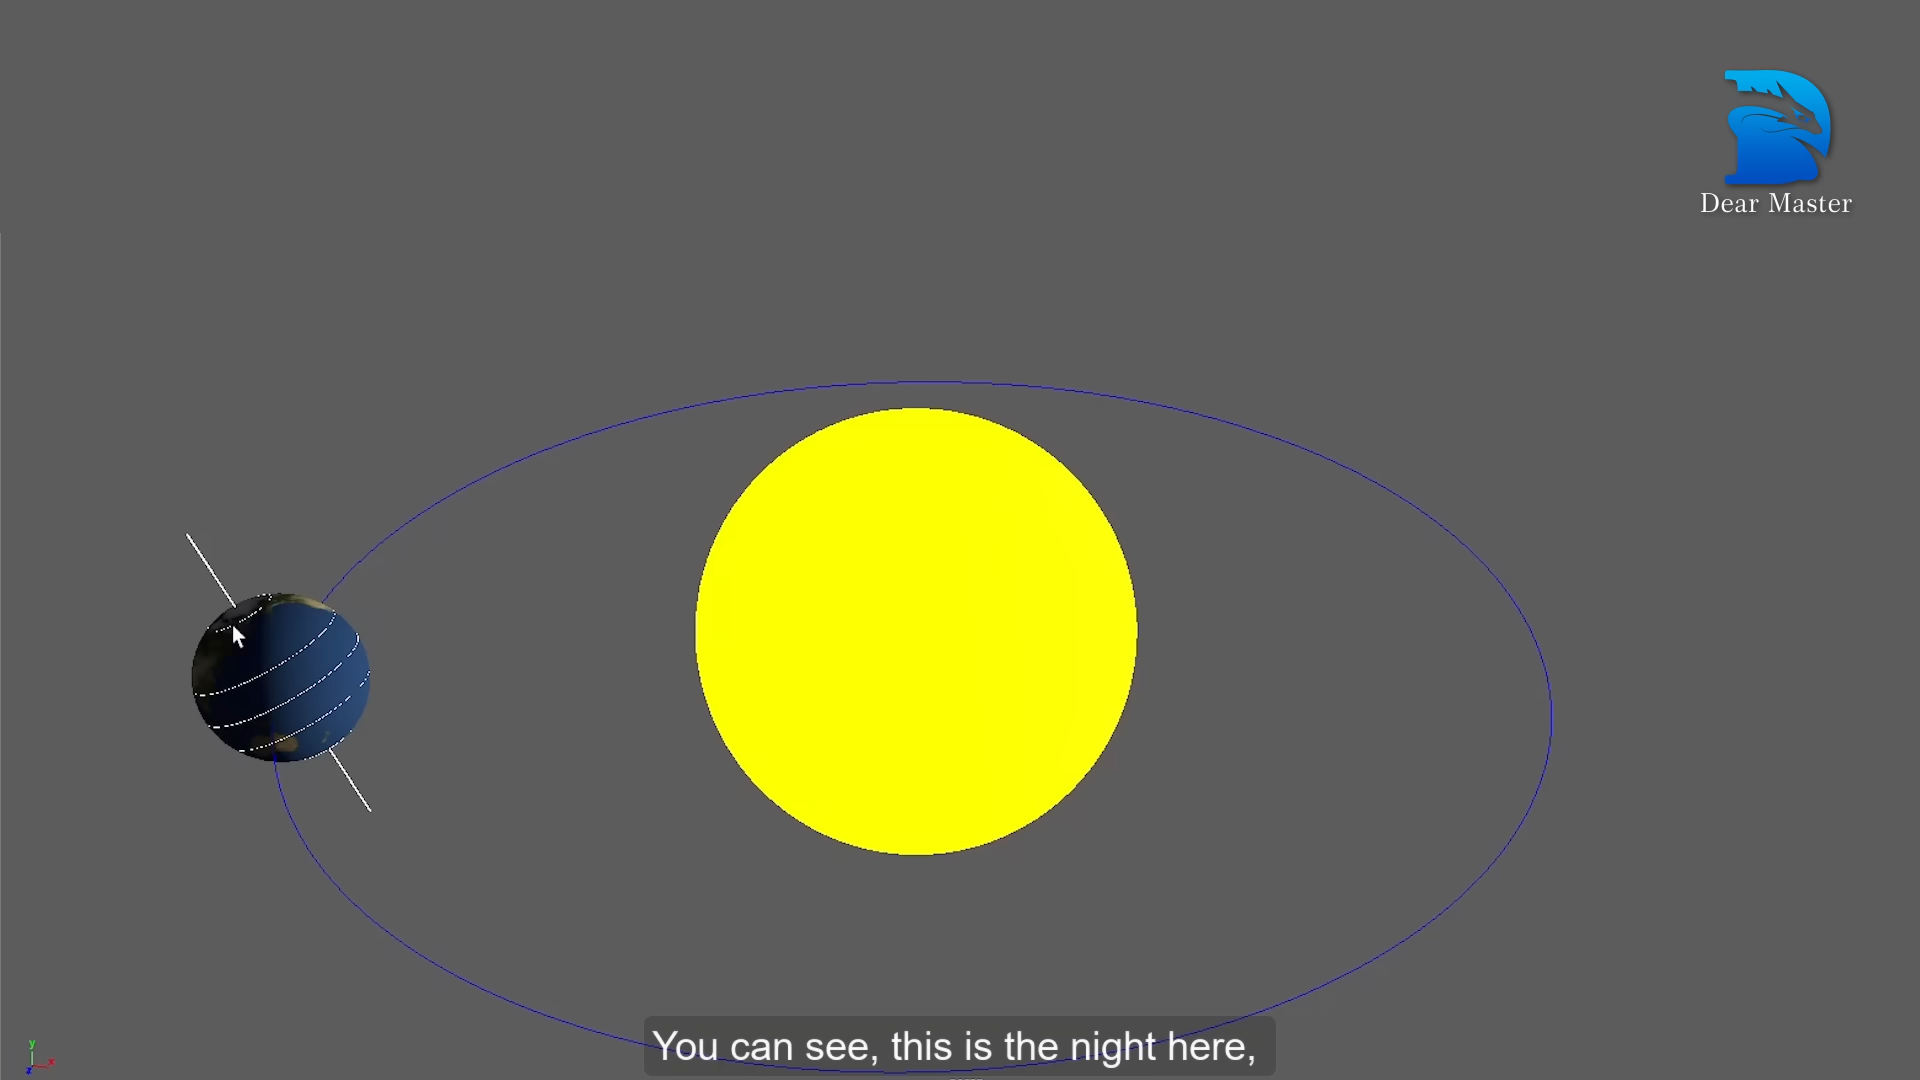 Dear Master
You can see, this is the night here,
y
x
z